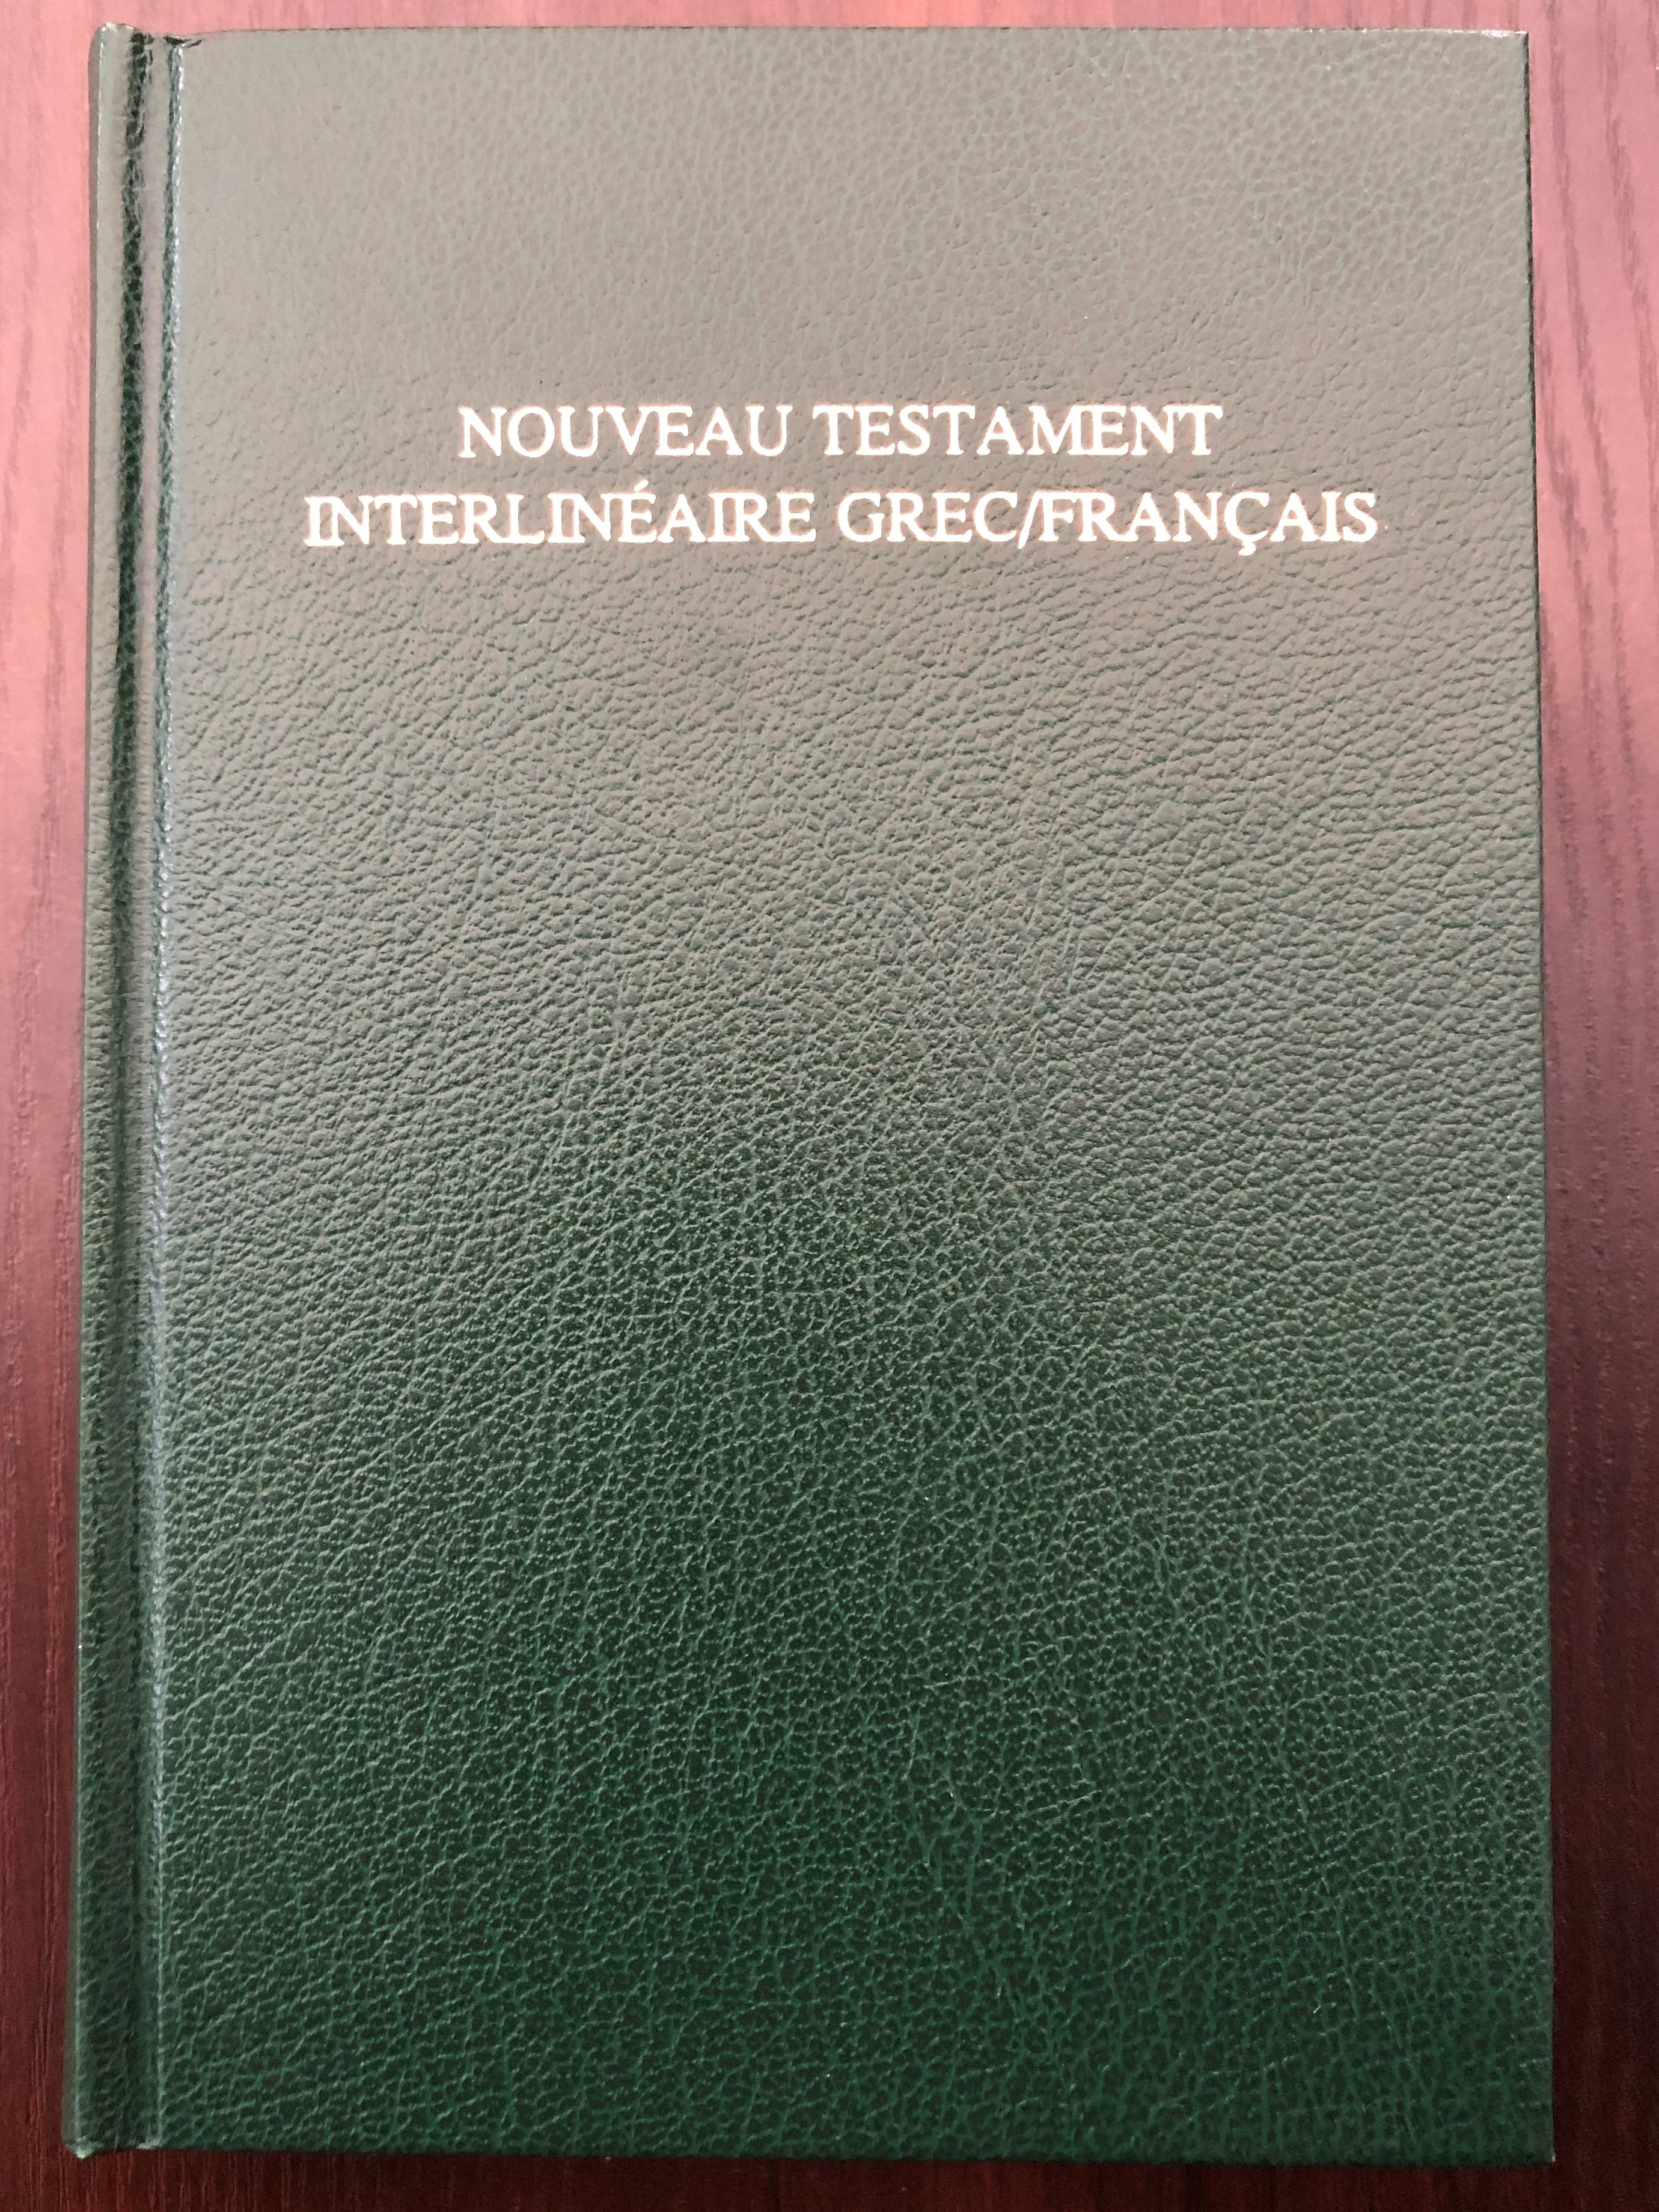 NOUVEAU TESTAMENT
INTERLINÉAIRE GREC/FRANÇAIS